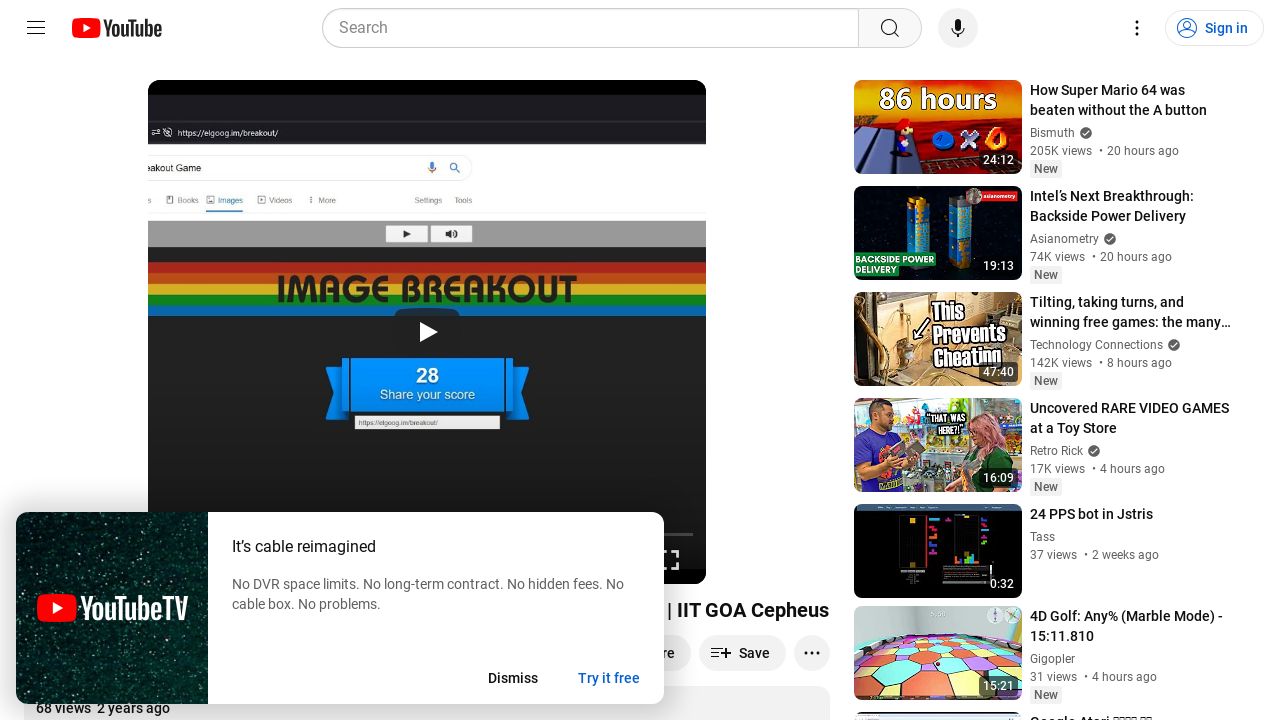 YouTube
Search
Sign in
https://elgoog.im/breakout/
eakout Game
Books
Images
Videos
More
Settings
Tools
IMAGE BREAKOUT
28
Share your score
https://elgoog.im/breakout/
| IIT GOA Cepheus
re
Save
68 views 2 years ago
YouTubeTV
It’s cable reimagined
No DVR space limits. No long-term contract. No hidden fees. No
cable box. No problems.
Dismiss
Try it free
86 hours
24:12
How Super Mario 64 was
beaten without the A button
Bismuth
205K views • 20 hours ago
New
asianometry
BACKSIDE POWER
DELIVERY
19:13
Intel’s Next Breakthrough:
Backside Power Delivery
Asianometry
74K views • 20 hours ago
New
This
Prevents
Cheating
47:40
Tilting, taking turns, and
winning free games: the many…
Technology Connections
142K views • 8 hours ago
New
"THAT WAS
HERE?!"
16:09
Uncovered RARE VIDEO GAMES
at a Toy Store
Retro Rick
17K views • 4 hours ago
New
0:32
24 PPS bot in Jstris
Tass
37 views • 2 weeks ago
15:21
4D Golf: Any% (Marble Mode) -
15:11.810
Gigopler
31 views • 4 hours ago
New
Google Atari